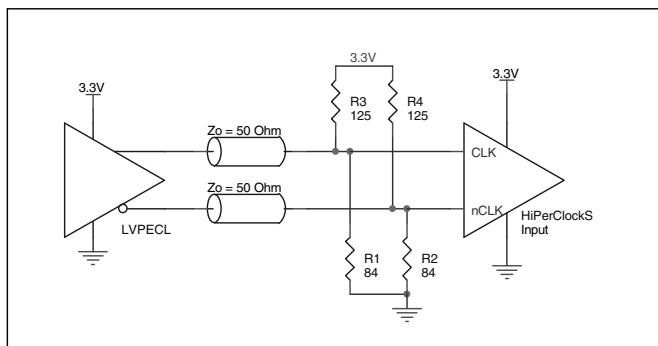 3.3V
3.3V
3.3V
R3
125
R4
125
Zo = 50 Ohm
CLK
Zo = 50 Ohm
nCLK
HiPerClockS
Input
LVPECL
R1
84
R2
84